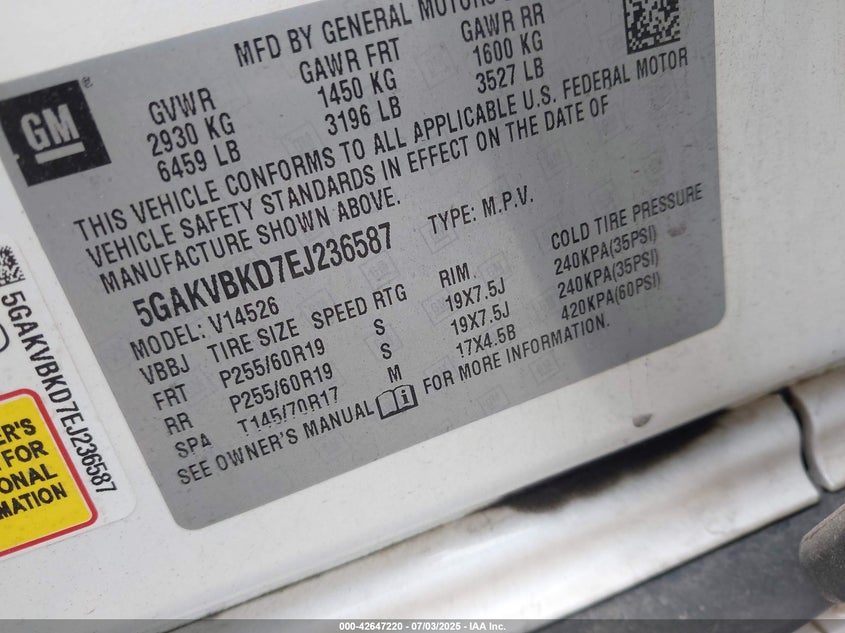 MFD BY GENERAL MOTORS
GVWR GAWR FRT GAWR RR
2930 KG 1450 KG 1600 KG
6459 LB 3196 LB 3527 LB
GM
®
THIS VEHICLE CONFORMS TO ALL APPLICABLE U.S. FEDERAL MOTOR
VEHICLE SAFETY STANDARDS IN EFFECT ON THE DATE OF
MANUFACTURE SHOWN ABOVE.
5GAKVBKD7EJ236587 TYPE: M.P.V.
MODEL: V14526
VBBJ TIRE SIZE SPEED RTG RIM COLD TIRE PRESSURE
FRT P255/60R19 S 19X7.5J 240KPA(35PSI)
RR P255/60R19 S 19X7.5J 240KPA(35PSI)
SPA T145/70R17 M 17X4.5B 420KPA(60PSI)
SEE OWNER'S MANUAL FOR MORE INFORMATION.
5GAKVBKD7EJ236587
ER'S
FOR
ONAL
MATION
000-42647220 - 07/03/2025 - IAA Inc.